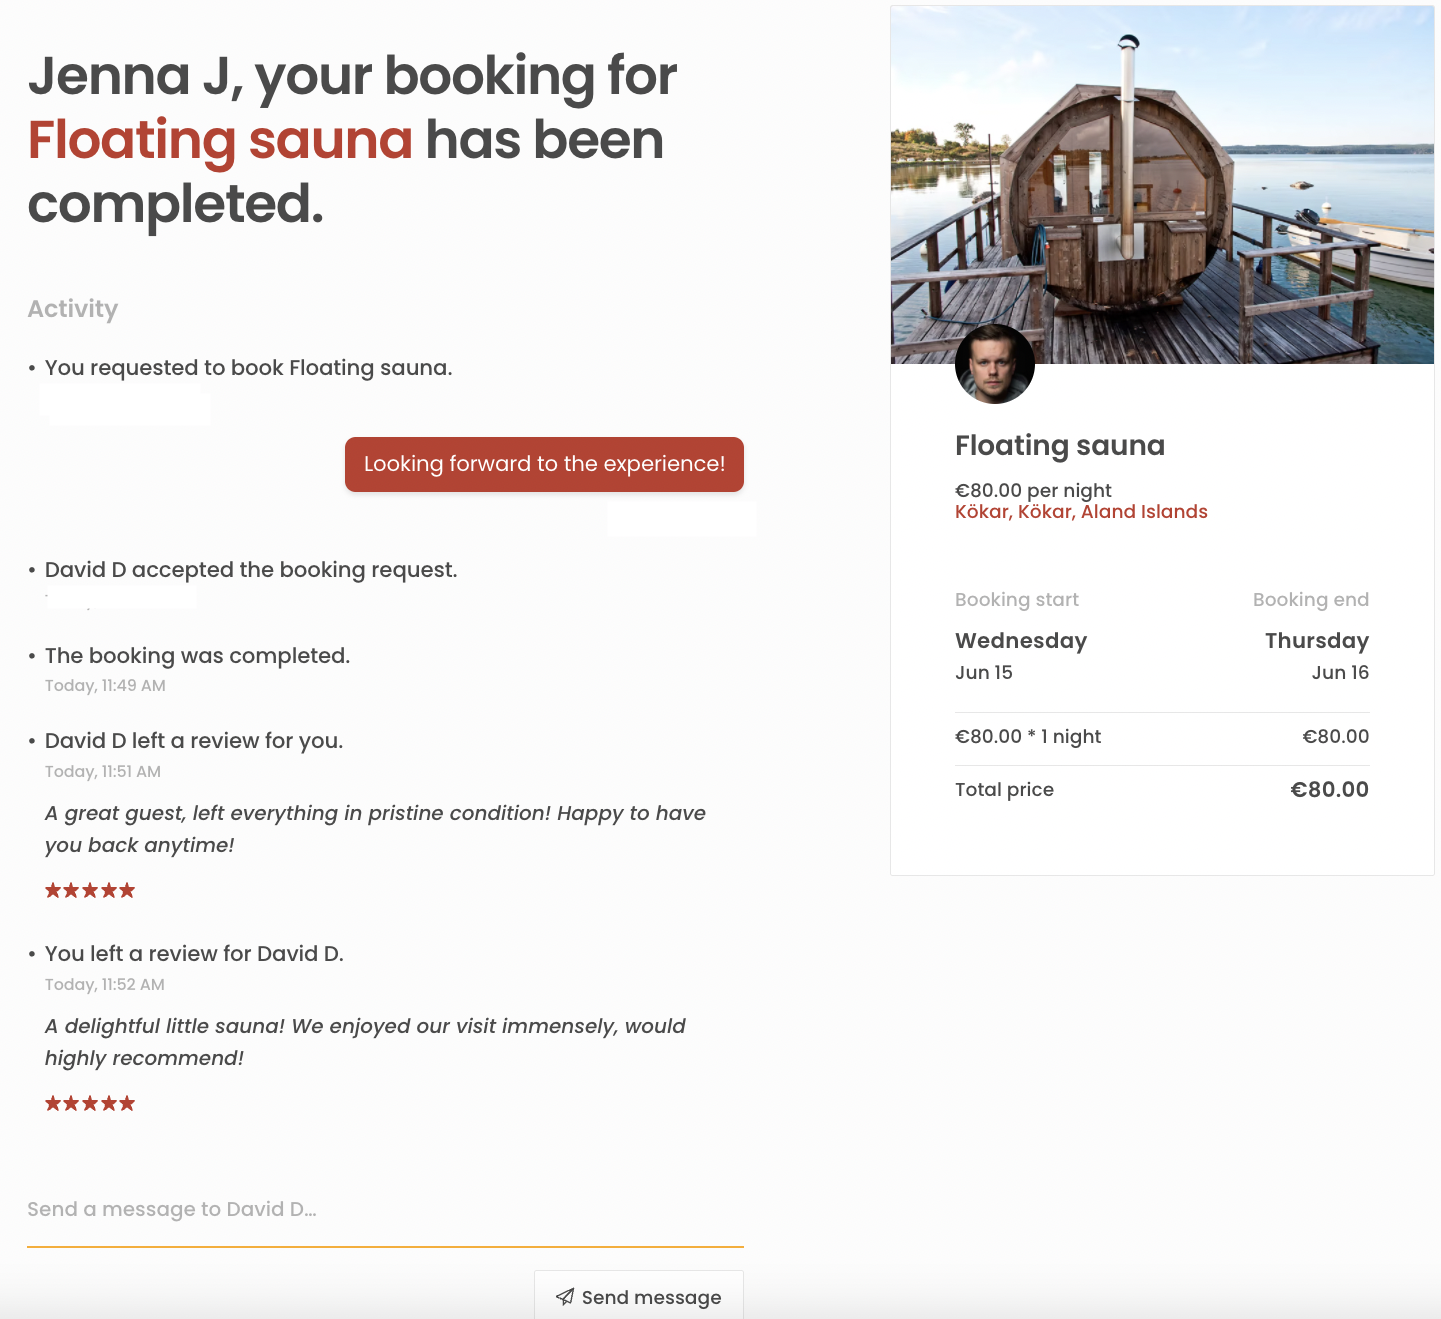 Jenna J, your booking for
Floating sauna has been
completed.
Activity
• You requested to book Floating sauna.
Looking forward to the experience!
• David D accepted the booking request.
• The booking was completed.
Today, 11:49 AM
• David D left a review for you.
Today, 11:51 AM
A great guest, left everything in pristine condition! Happy to have
you back anytime!
★★★★★
• You left a review for David D.
Today, 11:52 AM
A delightful little sauna! We enjoyed our visit immensely, would
highly recommend!
★★★★★
Send a message to David D...
Send message
Floating sauna
€80.00 per night
Kökar, Kökar, Aland Islands
Booking start Booking end
Wednesday Thursday
Jun 15 Jun 16
€80.00 * 1 night €80.00
Total price €80.00